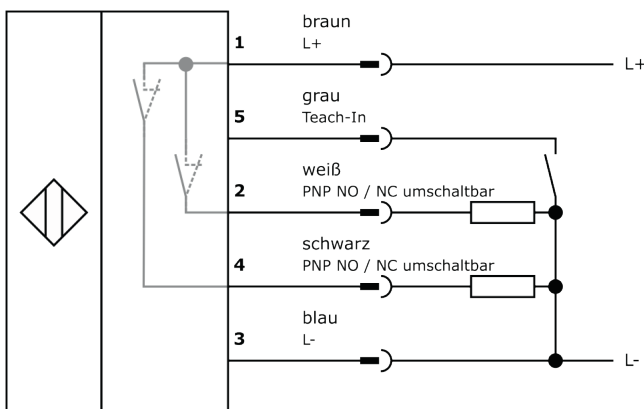 braun
1
L+
L+
grau
5
Teach-In
weiß
2
PNP NO / NC umschaltbar
schwarz
4
PNP NO / NC umschaltbar
blau
3
L-
L-